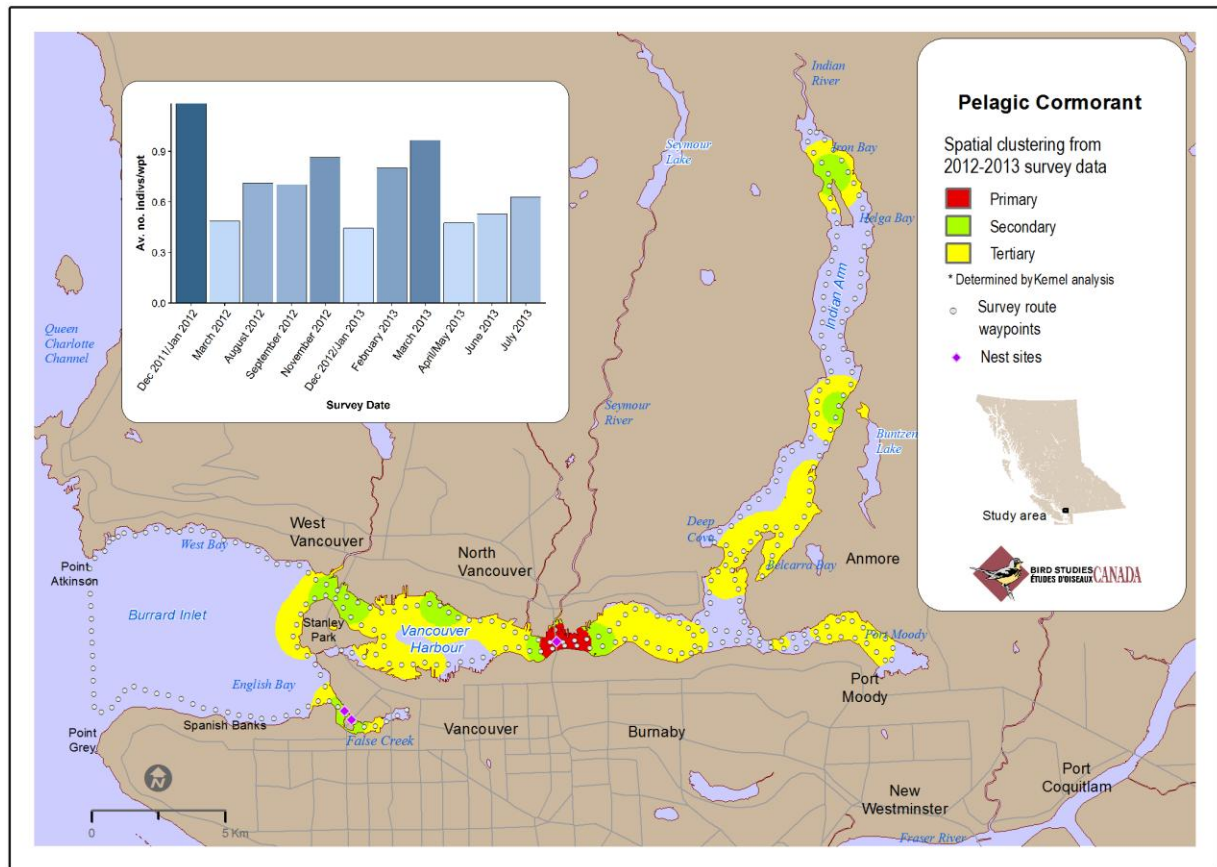 Pelagic Cormorant
Spatial clustering from
2012-2013 survey data
Primary
Secondary
Tertiary
* Determined by Kernel analysis
Survey route
waypoints
Nest sites
Study area
BIRD STUDIES
ÉTUDES D'OISEAUX
CANADA
Av. no. indivs/wpt
0.9
0.6
0.3
0.0
Dec 2011/Jan 2012
March 2012
August 2012
September 2012
November 2012
Dec 2012/Jan 2013
February 2013
March 2013
April/May 2013
June 2013
July 2013
Survey Date
Indian
River
Seymour
Lake
Iron Bay
Helga Bay
Indian Arm
Queen
Charlotte
Channel
Seymour
River
Buntzen
Lake
West
Vancouver
West Bay
North
Vancouver
Deep
Cove
Anmore
Belcarra Bay
Point
Atkinson
Burrard Inlet
Stanley
Park
Vancouver
Harbour
Port Moody
Port
Moody
English Bay
Spanish Banks
Point
Grey
False Creek
Vancouver
Burnaby
New
Westminster
Port
Coquitlam
Fraser River
N
0
5 Km